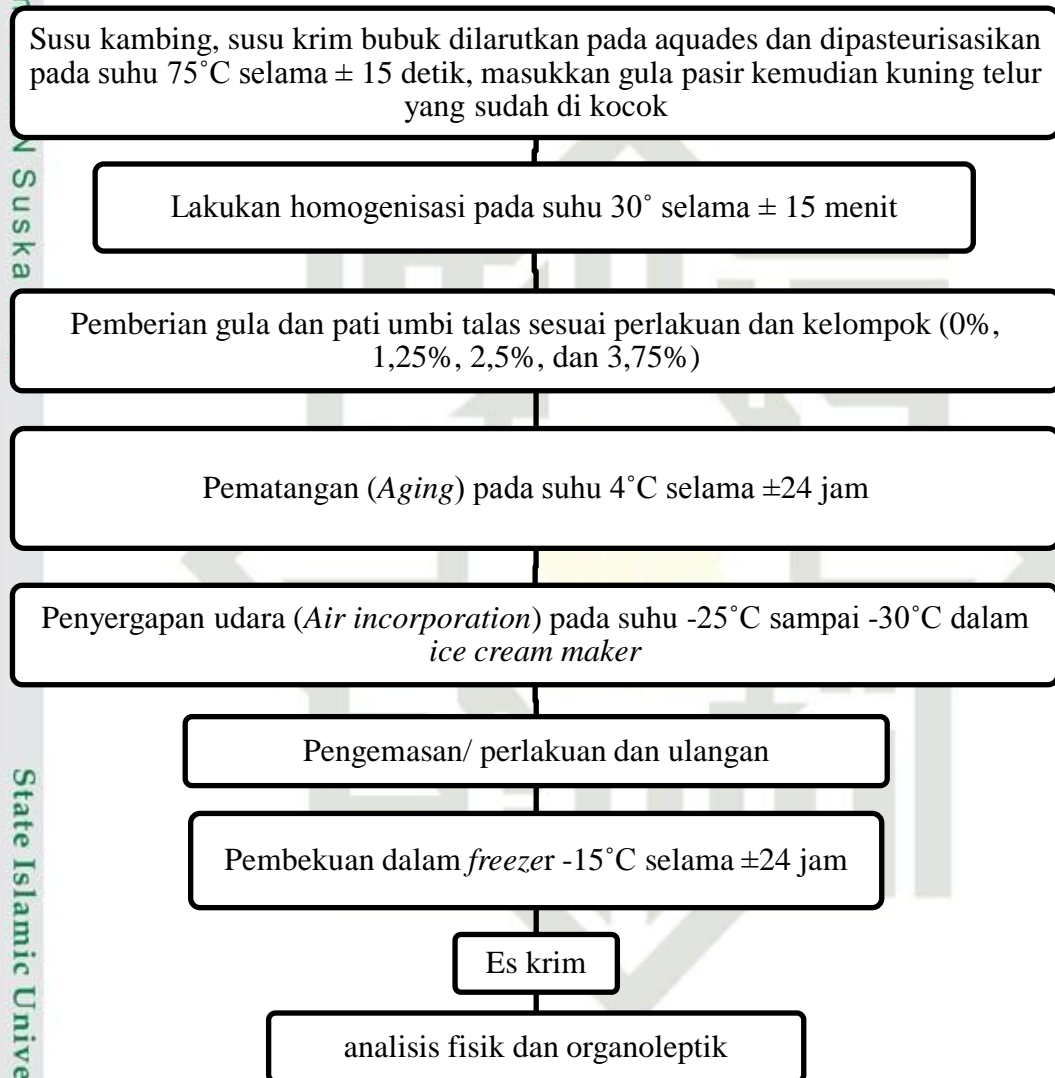 Susu kambing, susu krim bubuk dilarutkan pada aquades dan dipasteurisasikan
pada suhu 75˚C selama ± 15 detik, masukkan gula pasir kemudian kuning telur
yang sudah di kocok
Lakukan homogenisasi pada suhu 30˚ selama ± 15 menit
Pemberian gula dan pati umbi talas sesuai perlakuan dan kelompok (0%,
1,25%, 2,5%, dan 3,75%)
Pematangan (Aging) pada suhu 4˚C selama ±24 jam
Penyergapan udara (Air incorporation) pada suhu -25˚C sampai -30˚C dalam
ice cream maker
Pengemasan/ perlakuan dan ulangan
Pembekuan dalam freezer -15˚C selama ±24 jam
Es krim
analisis fisik dan organoleptik
N Suska
State Islamic Unive